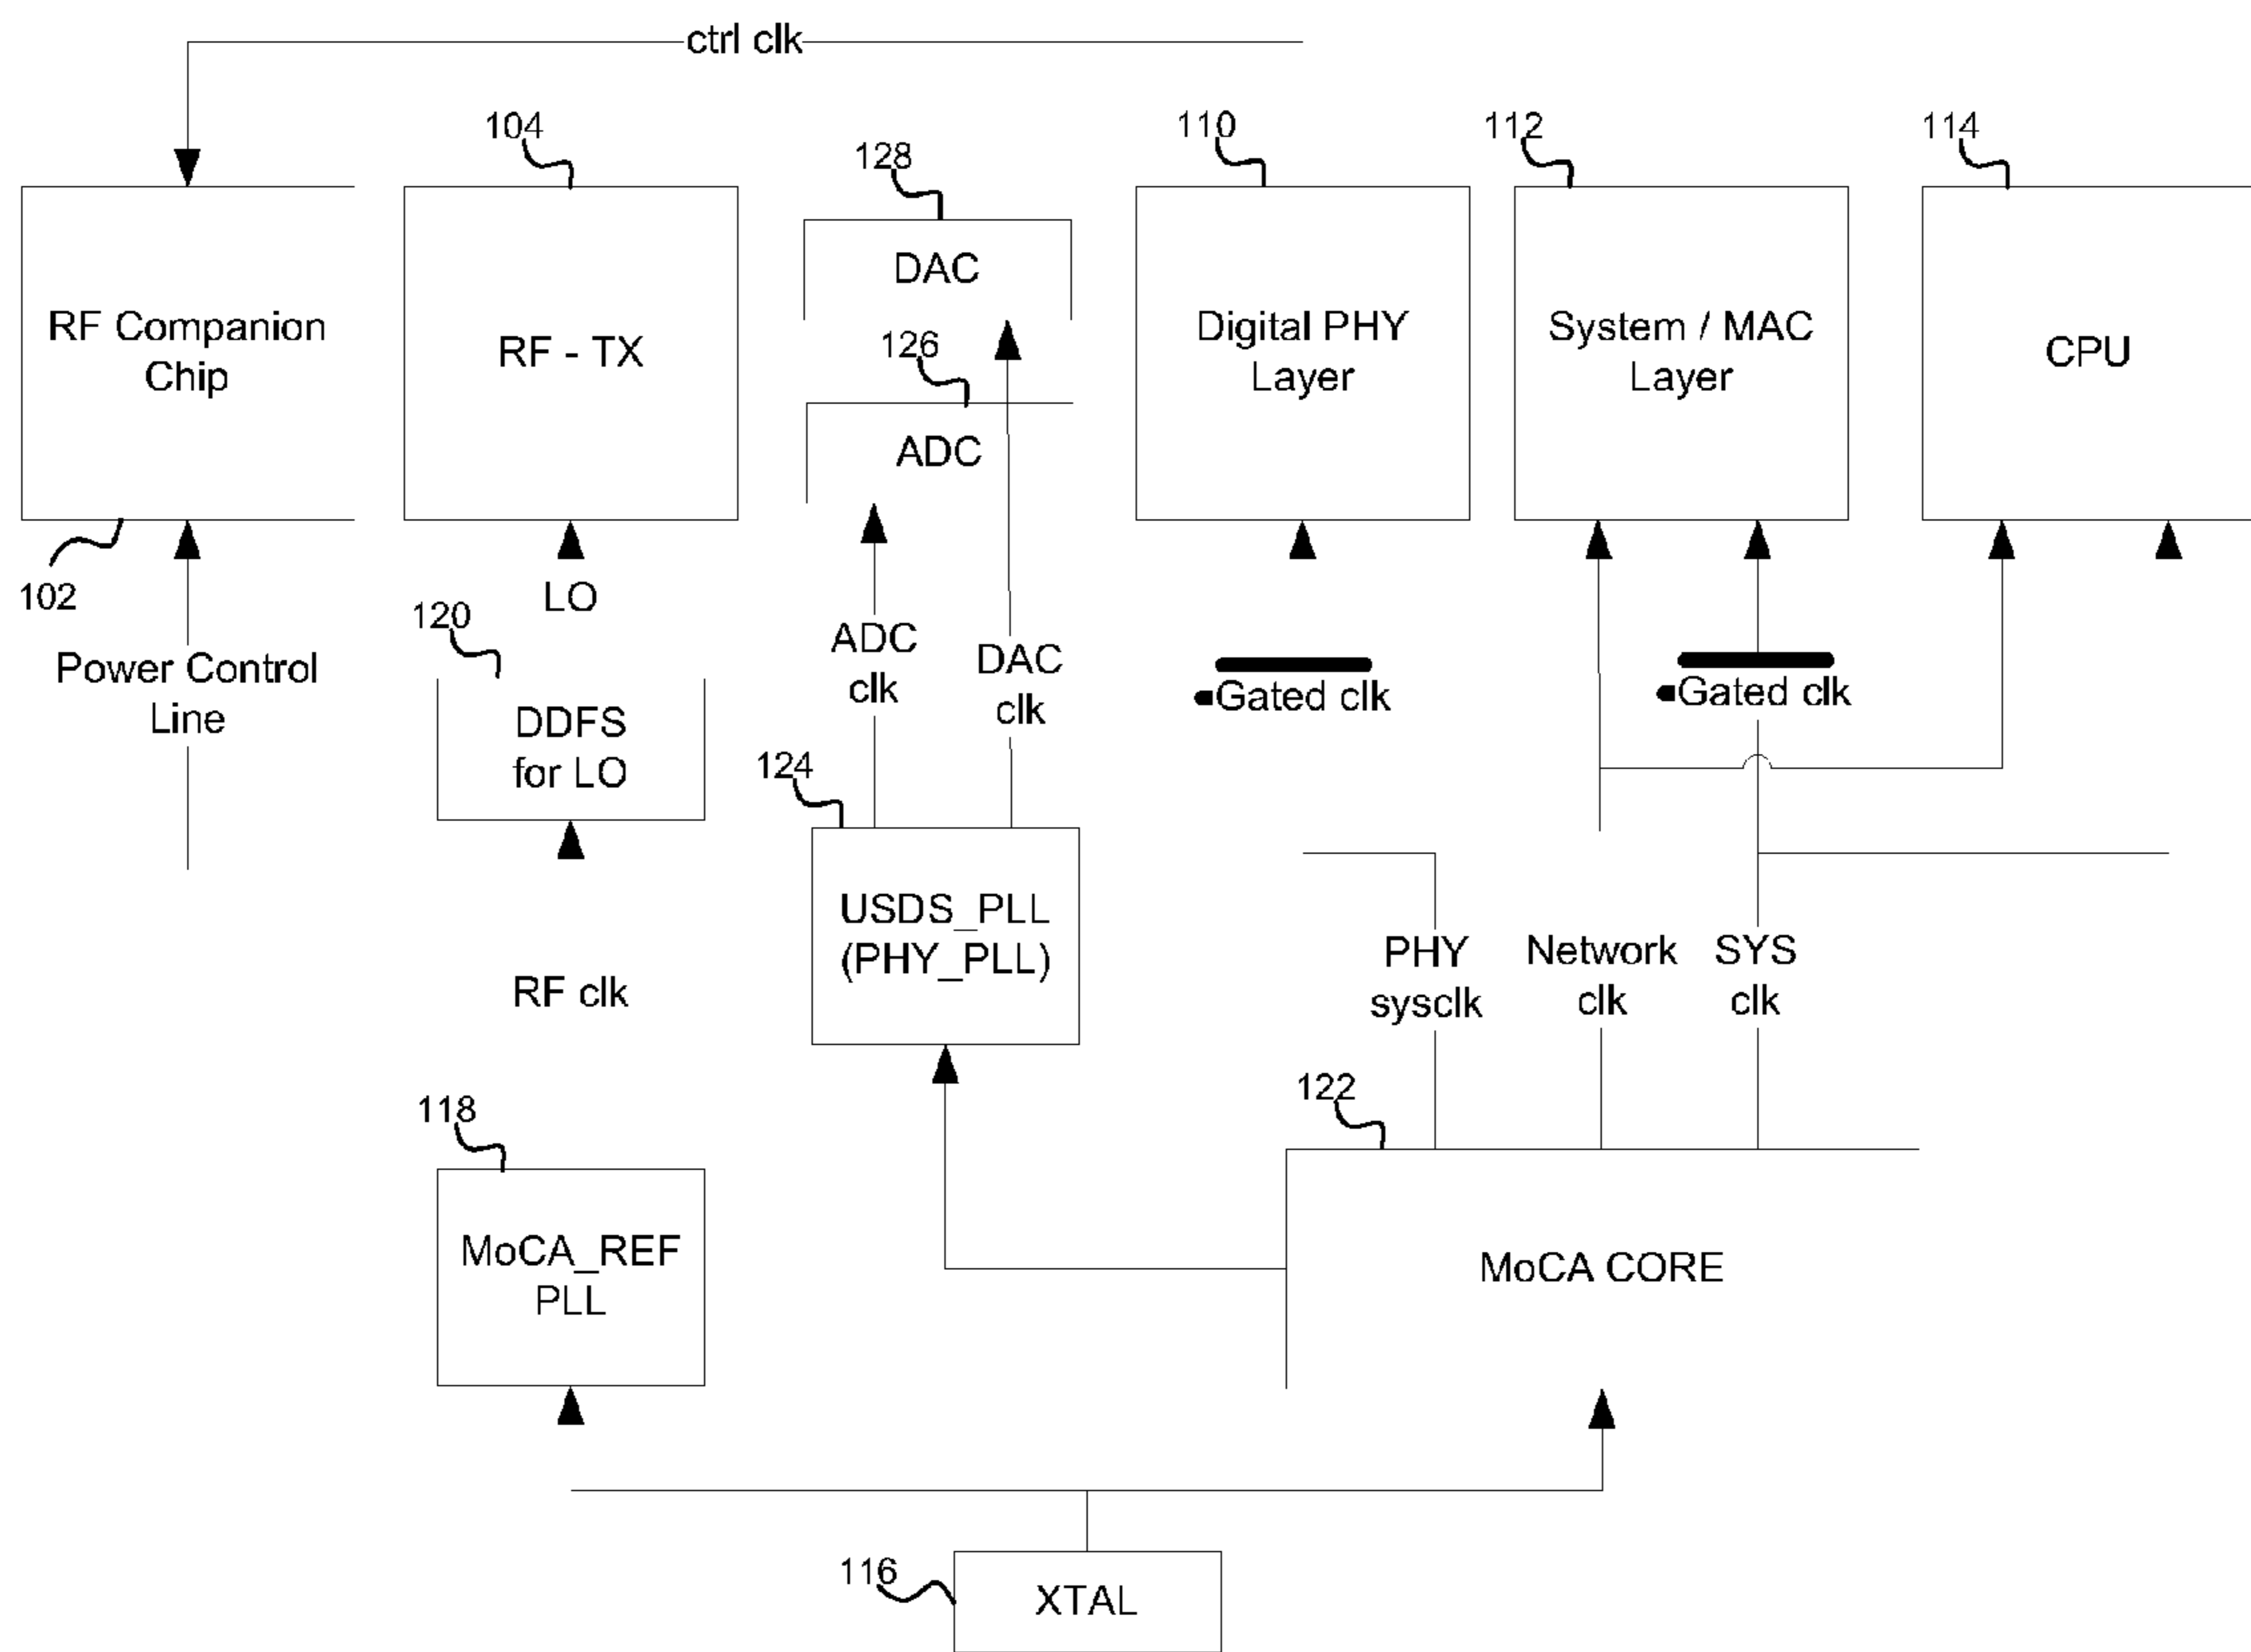 ctrl clk
104
128
110
112
114
RF Companion
Chip
RF - TX
DAC
126
ADC
Digital PHY
Layer
System / MAC
Layer
CPU
102
Power Control
Line
LO
120
DDFS
for LO
ADC
clk
DAC
clk
Gated clk
Gated clk
124
USDS_PLL
(PHY_PLL)
RF clk
PHY
sysclk
Network
clk
SYS
clk
118
122
MoCA_REF
PLL
MoCA CORE
116
XTAL